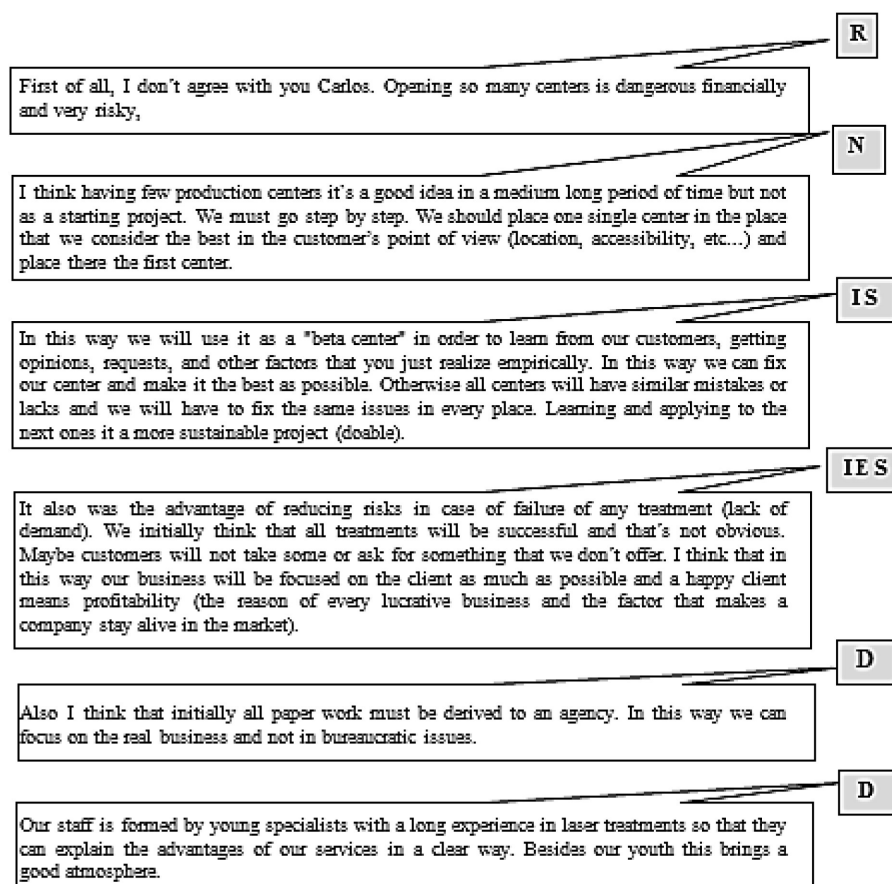 R
First of all, I don´t agree with you Carlos. Opening so many centers is dangerous financially
and very risky,
N
I think having few production centers it's a good idea in a medium long period of time but not
as a starting project. We must go step by step. We should place one single center in the place
that we consider the best in the customer's point of view (location, accessibility, etc...) and
place there the first center.
I S
In this way we will use it as a "beta center" in order to learn from our customers, getting
opinions, requests, and other factors that you just realize empirically. In this way we can fix
our center and make it the best as possible. Otherwise all centers will have similar mistakes or
lacks and we will have to fix the same issues in every place. Learning and applying to the
next ones it a more sustainable project (doable).
IE S
It also was the advantage of reducing risks in case of failure of any treatment (lack of
demand). We initially think that all treatments will be successful and that´s not obvious.
Maybe customers will not take some or ask for something that we don´t offer. I think that in
this way our business will be focused on the client as much as possible and a happy client
means profitability (the reason of every lucrative business and the factor that makes a
company stay alive in the market).
D
Also I think that initially all paper work must be derived to an agency. In this way we can
focus on the real business and not in bureaucratic issues.
D
Our staff is formed by young specialists with a long experience in laser treatments so that they
can explain the advantages of our services in a clear way. Besides our youth this brings a
good atmosphere.